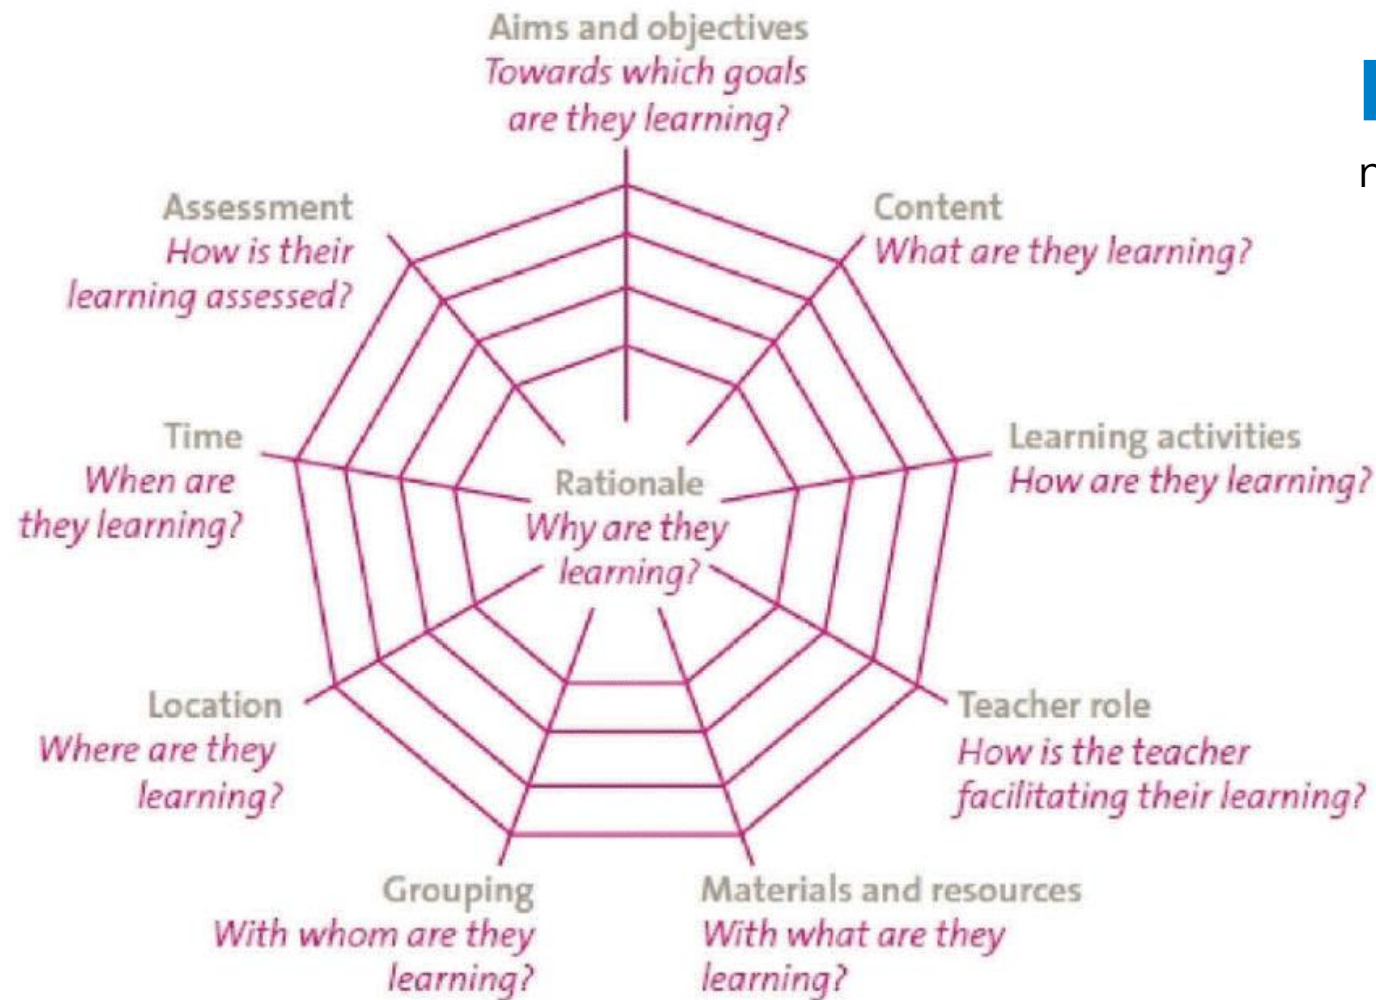 Aims and objectives
Towards which goals
are they learning?
Content
What are they learning?
Learning activities
How are they learning?
Teacher role
How is the teacher
facilitating their learning?
Materials and resources
With what are they
learning?
Grouping
With whom are they
learning?
Location
Where are they
learning?
Time
When are
they learning?
Assessment
How is their
learning assessed?
Rationale
Why are they
learning?